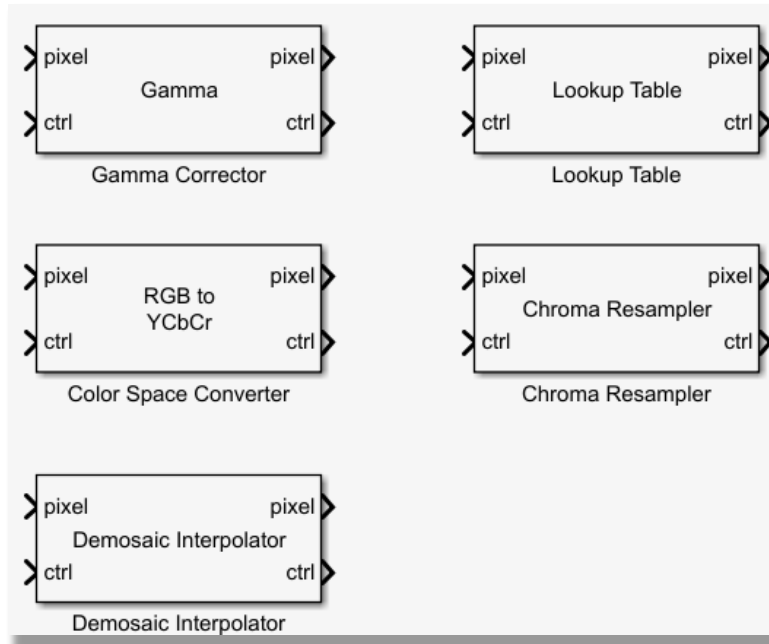 pixel pixel
Gamma
ctrl ctrl
Gamma Corrector
pixel pixel
Lookup Table
ctrl ctrl
Lookup Table
pixel pixel
RGB to
YCbCr
ctrl ctrl
Color Space Converter
pixel pixel
Chroma Resampler
ctrl ctrl
Chroma Resampler
pixel pixel
Demosaic Interpolator
ctrl ctrl
Demosaic Interpolator